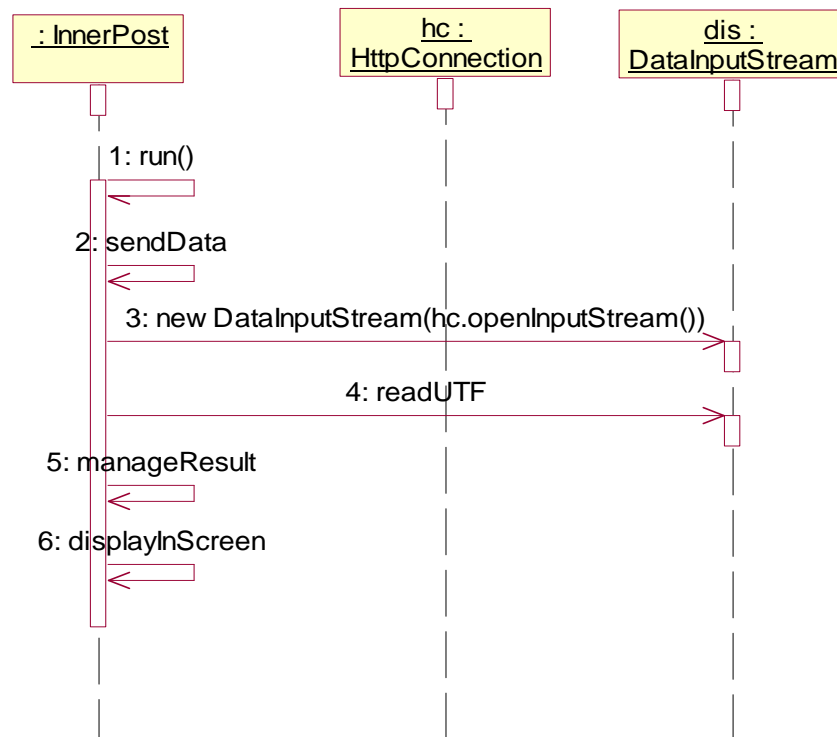 : InnerPost
hc :
HttpConnection
dis :
DataInputStream
1: run()
2: sendData
3: new DataInputStream(hc.openInputStream())
4: readUTF
5: manageResult
6: displayInScreen